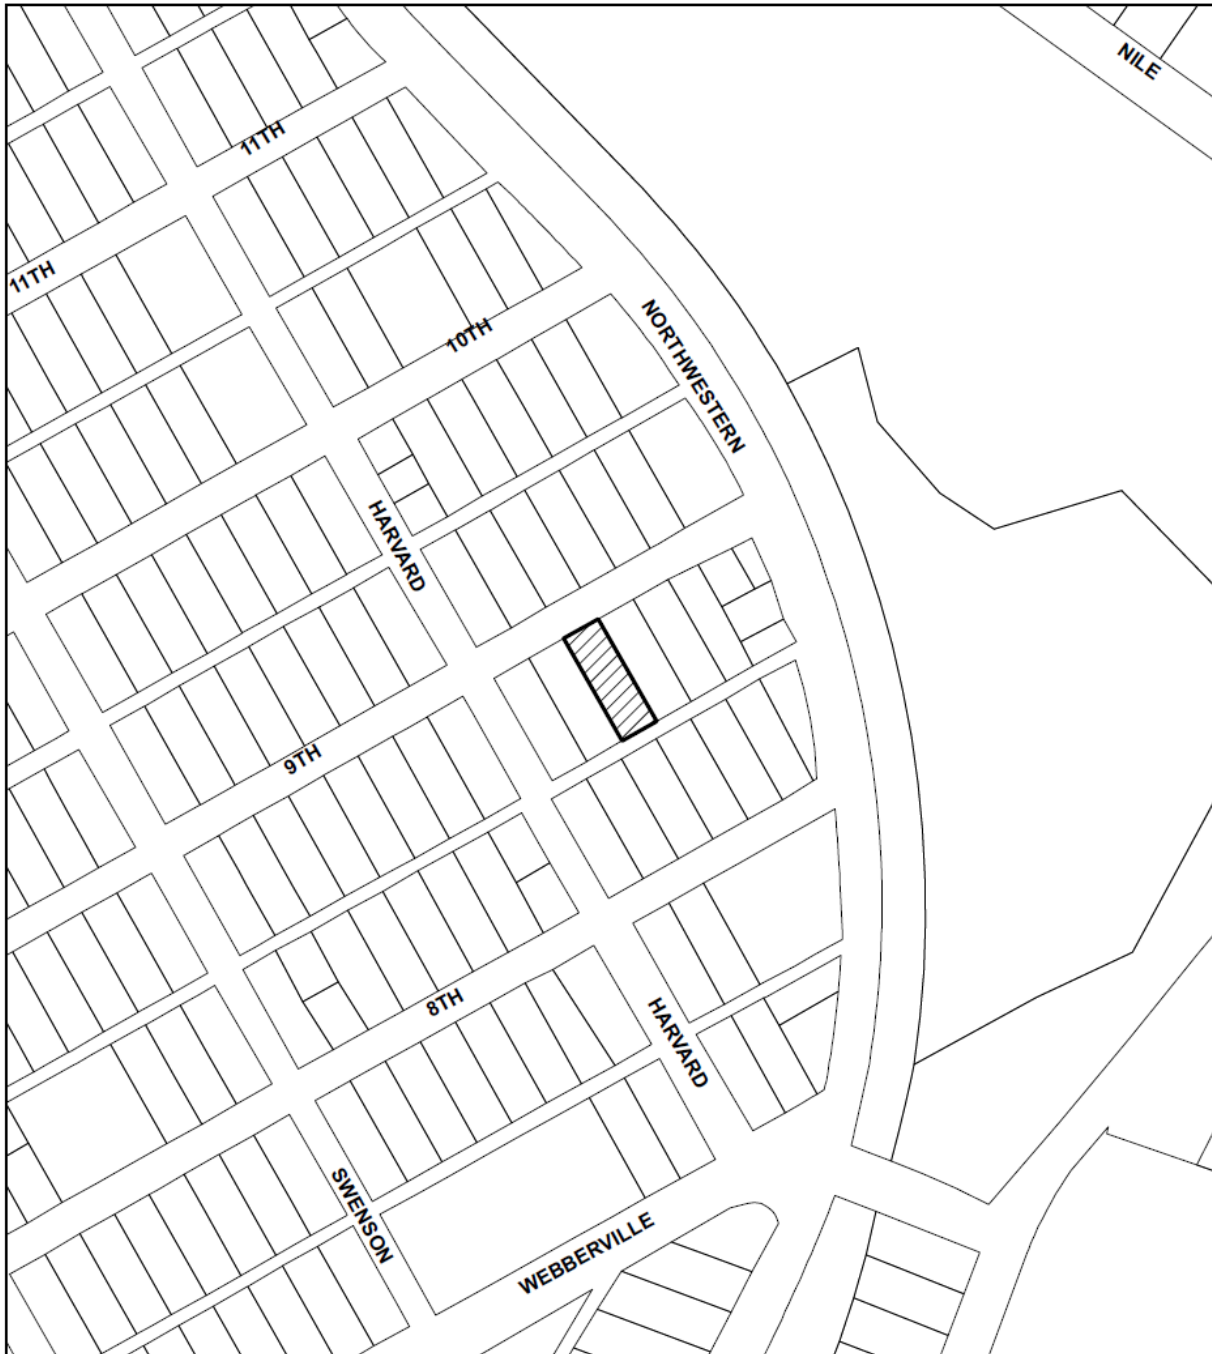 NILE
11TH
11TH
10TH
NORTHWESTERN
HARVARD
9TH
8TH
HARVARD
SWENSON
WEBBERVILLE